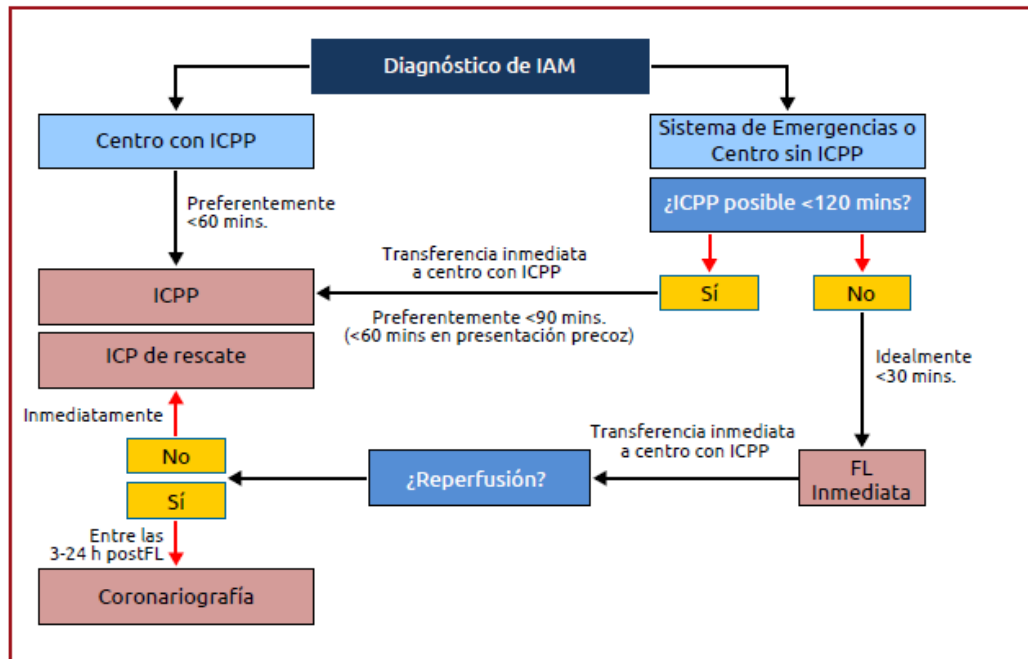 Diagnóstico de IAM
Centro con ICPP
Sistema de Emergencias o
Centro sin ICPP
¿ICPP posible <120 mins?
Preferentemente
<60 mins.
Transferencia inmediata
a centro con ICPP
Sí
No
ICPP
Preferentemente <90 mins.
(<60 mins en presentación precoz)
ICP de rescate
Idealmente
<30 mins.
Inmediatamente
Transferencia inmediata
a centro con ICPP
No
¿Reperfusión?
FL
Inmediata
Sí
Entre las
3-24 h postFL
Coronariografía